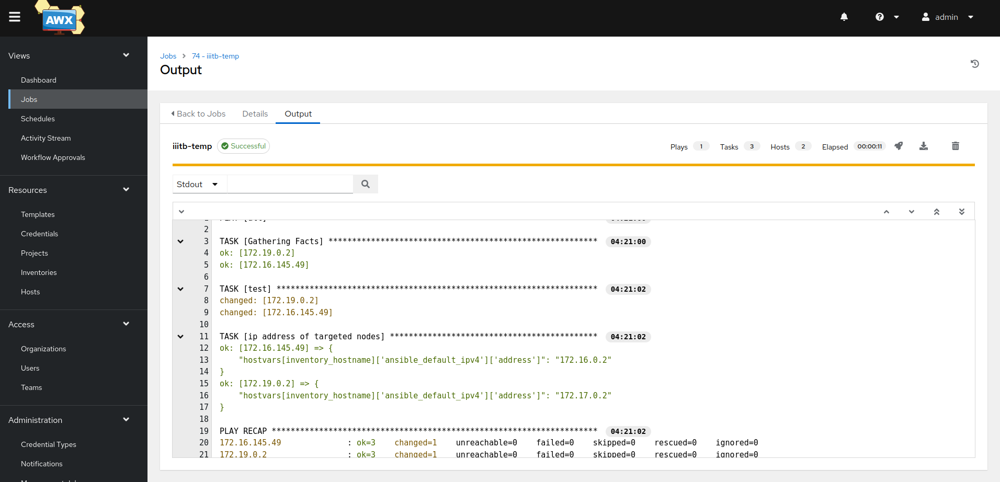 AWX
admin
Views
Dashboard
Jobs
Schedules
Activity Stream
Workflow Approvals
Resources
Templates
Credentials
Projects
Inventories
Hosts
Access
Organizations
Users
Teams
Administration
Credential Types
Notifications
Jobs 74 - iiitb-temp
Output
Back to Jobs Details Output
iiitb-temp Successful Plays 1 Tasks 3 Hosts 2 Elapsed 00:00:11
Stdout
2
3 TASK [Gathering Facts] ********************************************************* 04:21:00
4 ok: [172.19.0.2]
5 ok: [172.16.145.49]
6
7 TASK [test] ******************************************************************** 04:21:02
8 changed: [172.19.0.2]
9 changed: [172.16.145.49]
10
11 TASK [ip address of targeted nodes] ******************************************** 04:21:02
12 ok: [172.16.145.49] => {
13 "hostvars[inventory_hostname]['ansible_default_ipv4']['address']": "172.16.0.2"
14 }
15 ok: [172.19.0.2] => {
16 "hostvars[inventory_hostname]['ansible_default_ipv4']['address']": "172.17.0.2"
17 }
18
19 PLAY RECAP ********************************************************************* 04:21:02
20 172.16.145.49 : ok=3 changed=1 unreachable=0 failed=0 skipped=0 rescued=0 ignored=0
21 172.19.0.2 : ok=3 changed=1 unreachable=0 failed=0 skipped=0 rescued=0 ignored=0